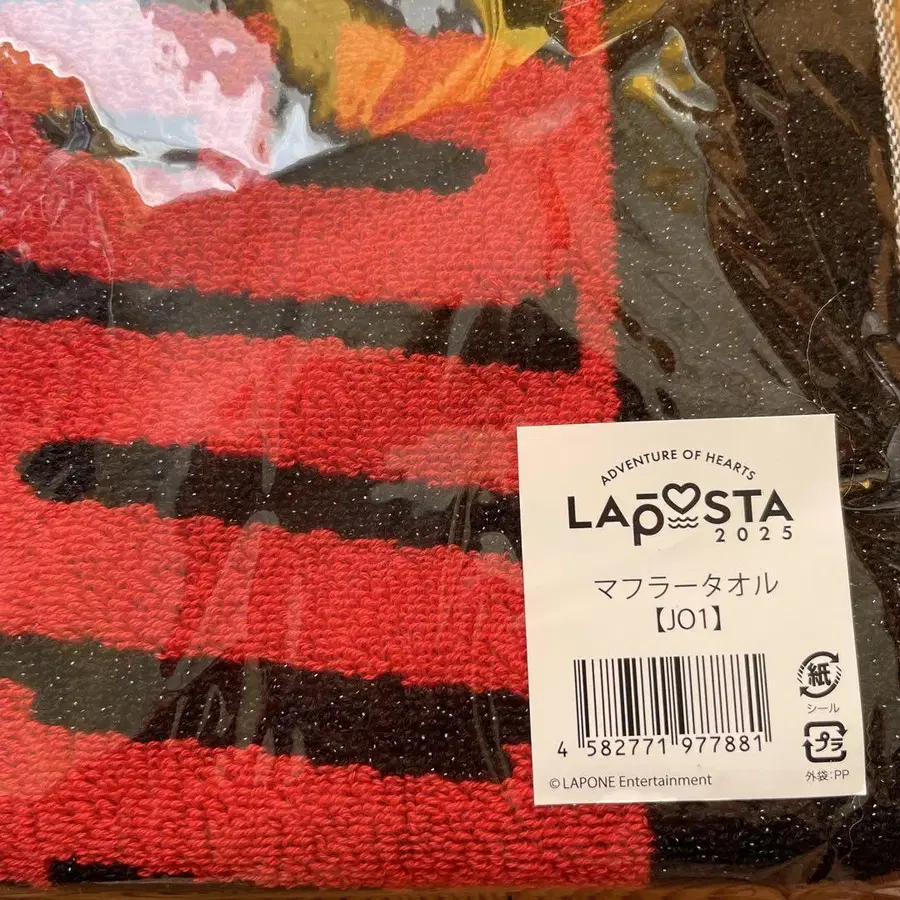 ADVENTURE OF HEARTS
LAPOSTA
2025
マフラータオル
【JO1】
紙
シール
プラ
外袋:PP
4 582771 977881
© LAPONE Entertainment